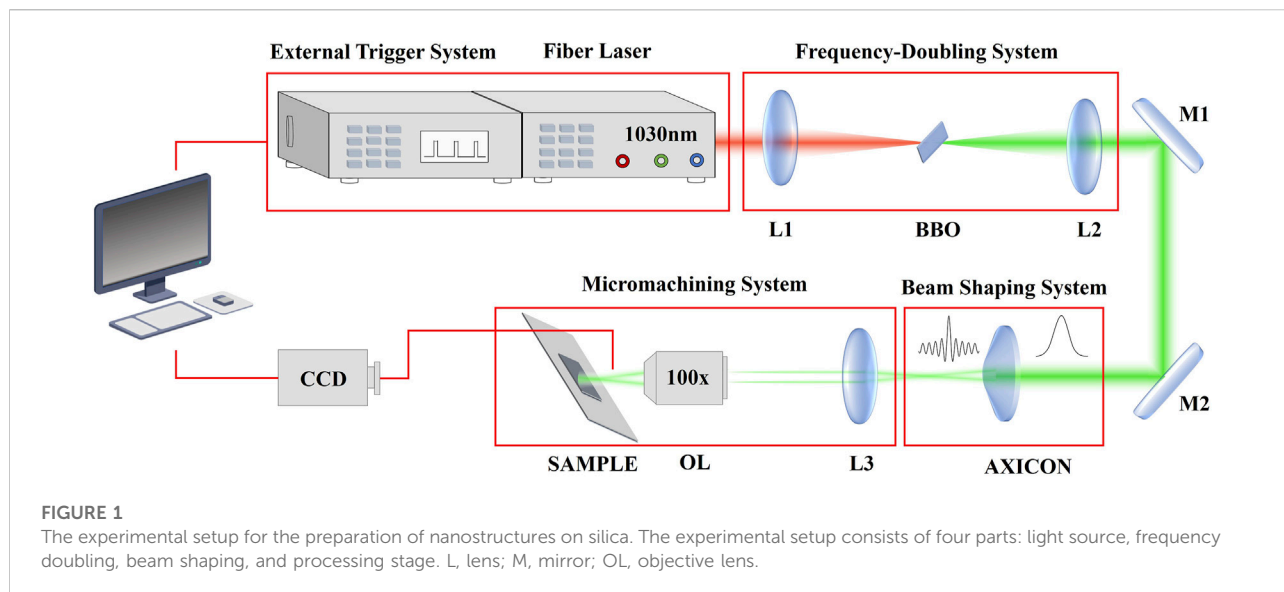 External Trigger System
Fiber Laser
Frequency-Doubling System
1030nm
M1
L1
BBO
L2
Micromachining System
Beam Shaping System
CCD
100x
M2
SAMPLE
OL
L3
AXICON
FIGURE 1
The experimental setup for the preparation of nanostructures on silica. The experimental setup consists of four parts: light source, frequency
doubling, beam shaping, and processing stage. L, lens; M, mirror; OL, objective lens.